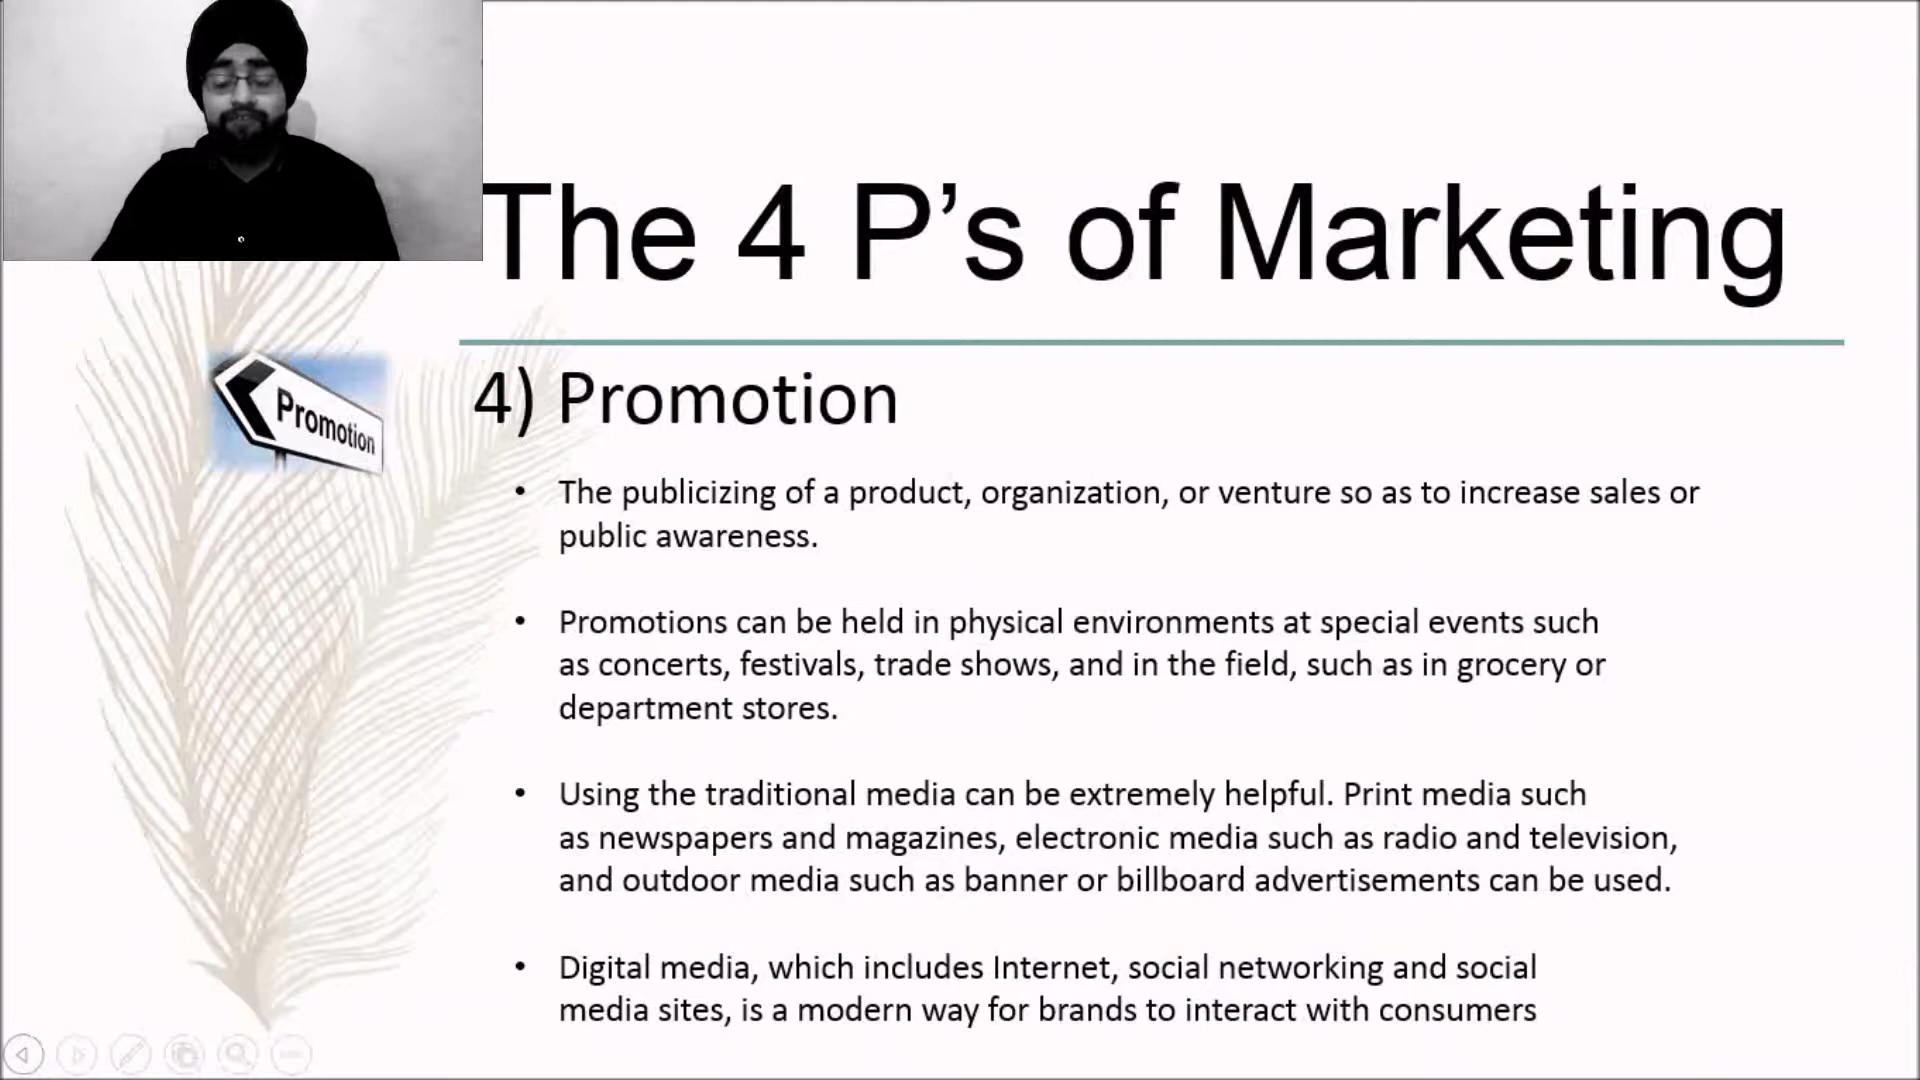 The 4 P’s of Marketing
Promotion
4) Promotion
• The publicizing of a product, organization, or venture so as to increase sales or
public awareness.
• Promotions can be held in physical environments at special events such
as concerts, festivals, trade shows, and in the field, such as in grocery or
department stores.
• Using the traditional media can be extremely helpful. Print media such
as newspapers and magazines, electronic media such as radio and television,
and outdoor media such as banner or billboard advertisements can be used.
• Digital media, which includes Internet, social networking and social
media sites, is a modern way for brands to interact with consumers